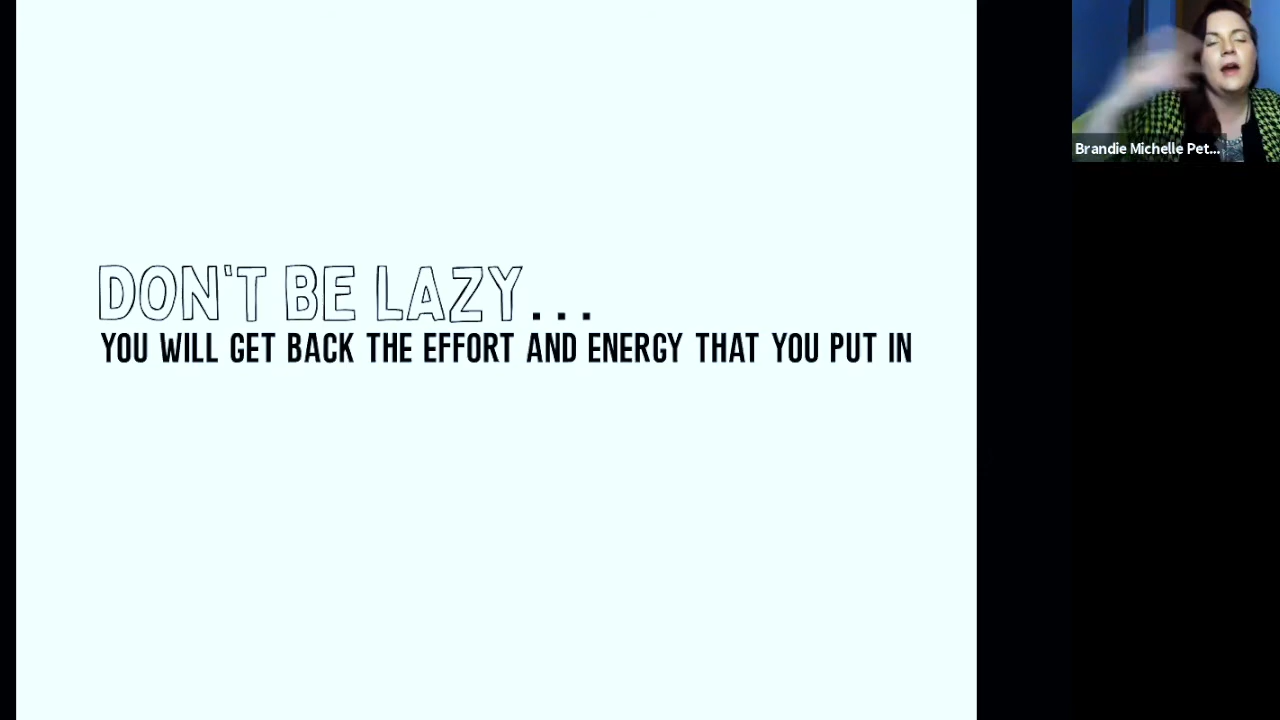 DON'T BE LAZY...
YOU WILL GET BACK THE EFFORT AND ENERGY THAT YOU PUT IN
Brandie Michelle Pet...